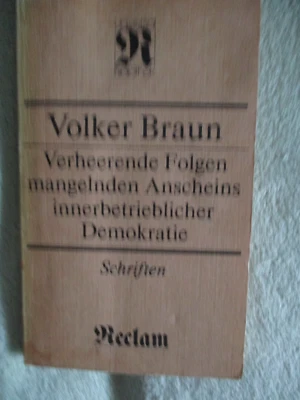 R
Volker Braun
Verheerende Folgen
mangelnden Anscheins
innerbetrieblicher
Demokratie
Schriften
Reclam